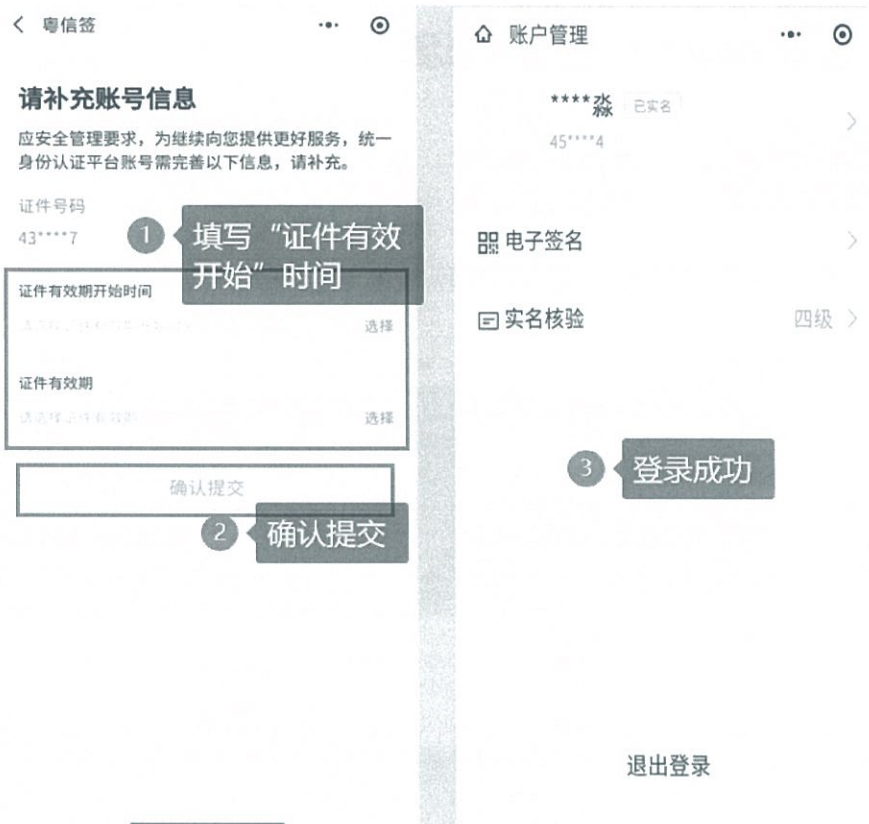 粤信签
请补充账号信息
应安全管理要求，为继续向您提供更好服务，统一
身份认证平台账号需完善以下信息，请补充。
证件号码
43****7
1
填写“证件有效
开始”时间
证件有效期开始时间
选择
证件有效期
选择
确认提交
2
确认提交
账户管理
****淼
已实名
45****4
电子签名
实名核验
四级
3
登录成功
退出登录